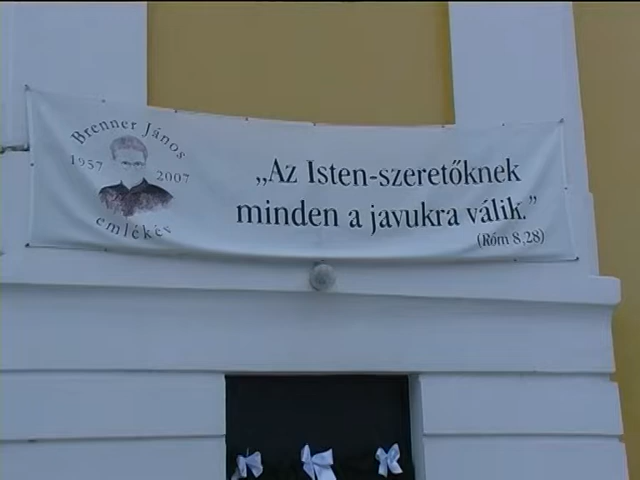 Brenner János
1957 2007
emlékév
„Az Isten-szeretőknek
minden a javukra válik.”
(Róm 8,28)